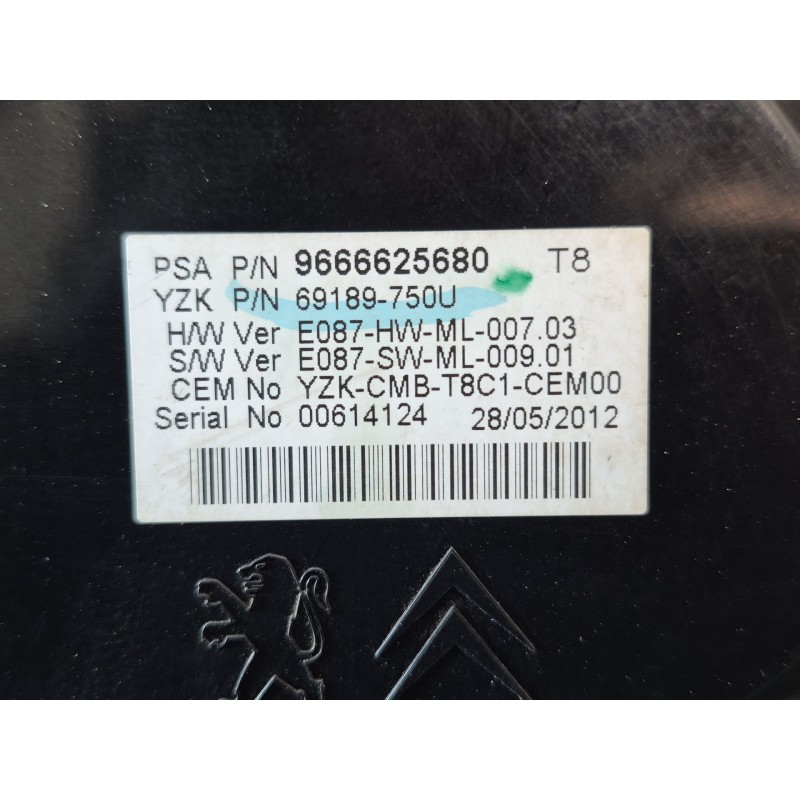 PSA P/N 9666625680 T8
YZK P/N 69189-750U
H/W Ver E087-HW-ML-007.03
S/W Ver E087-SW-ML-009.01
CEM No YZK-CMB-T8C1-CEM00
Serial No 00614124 28/05/2012